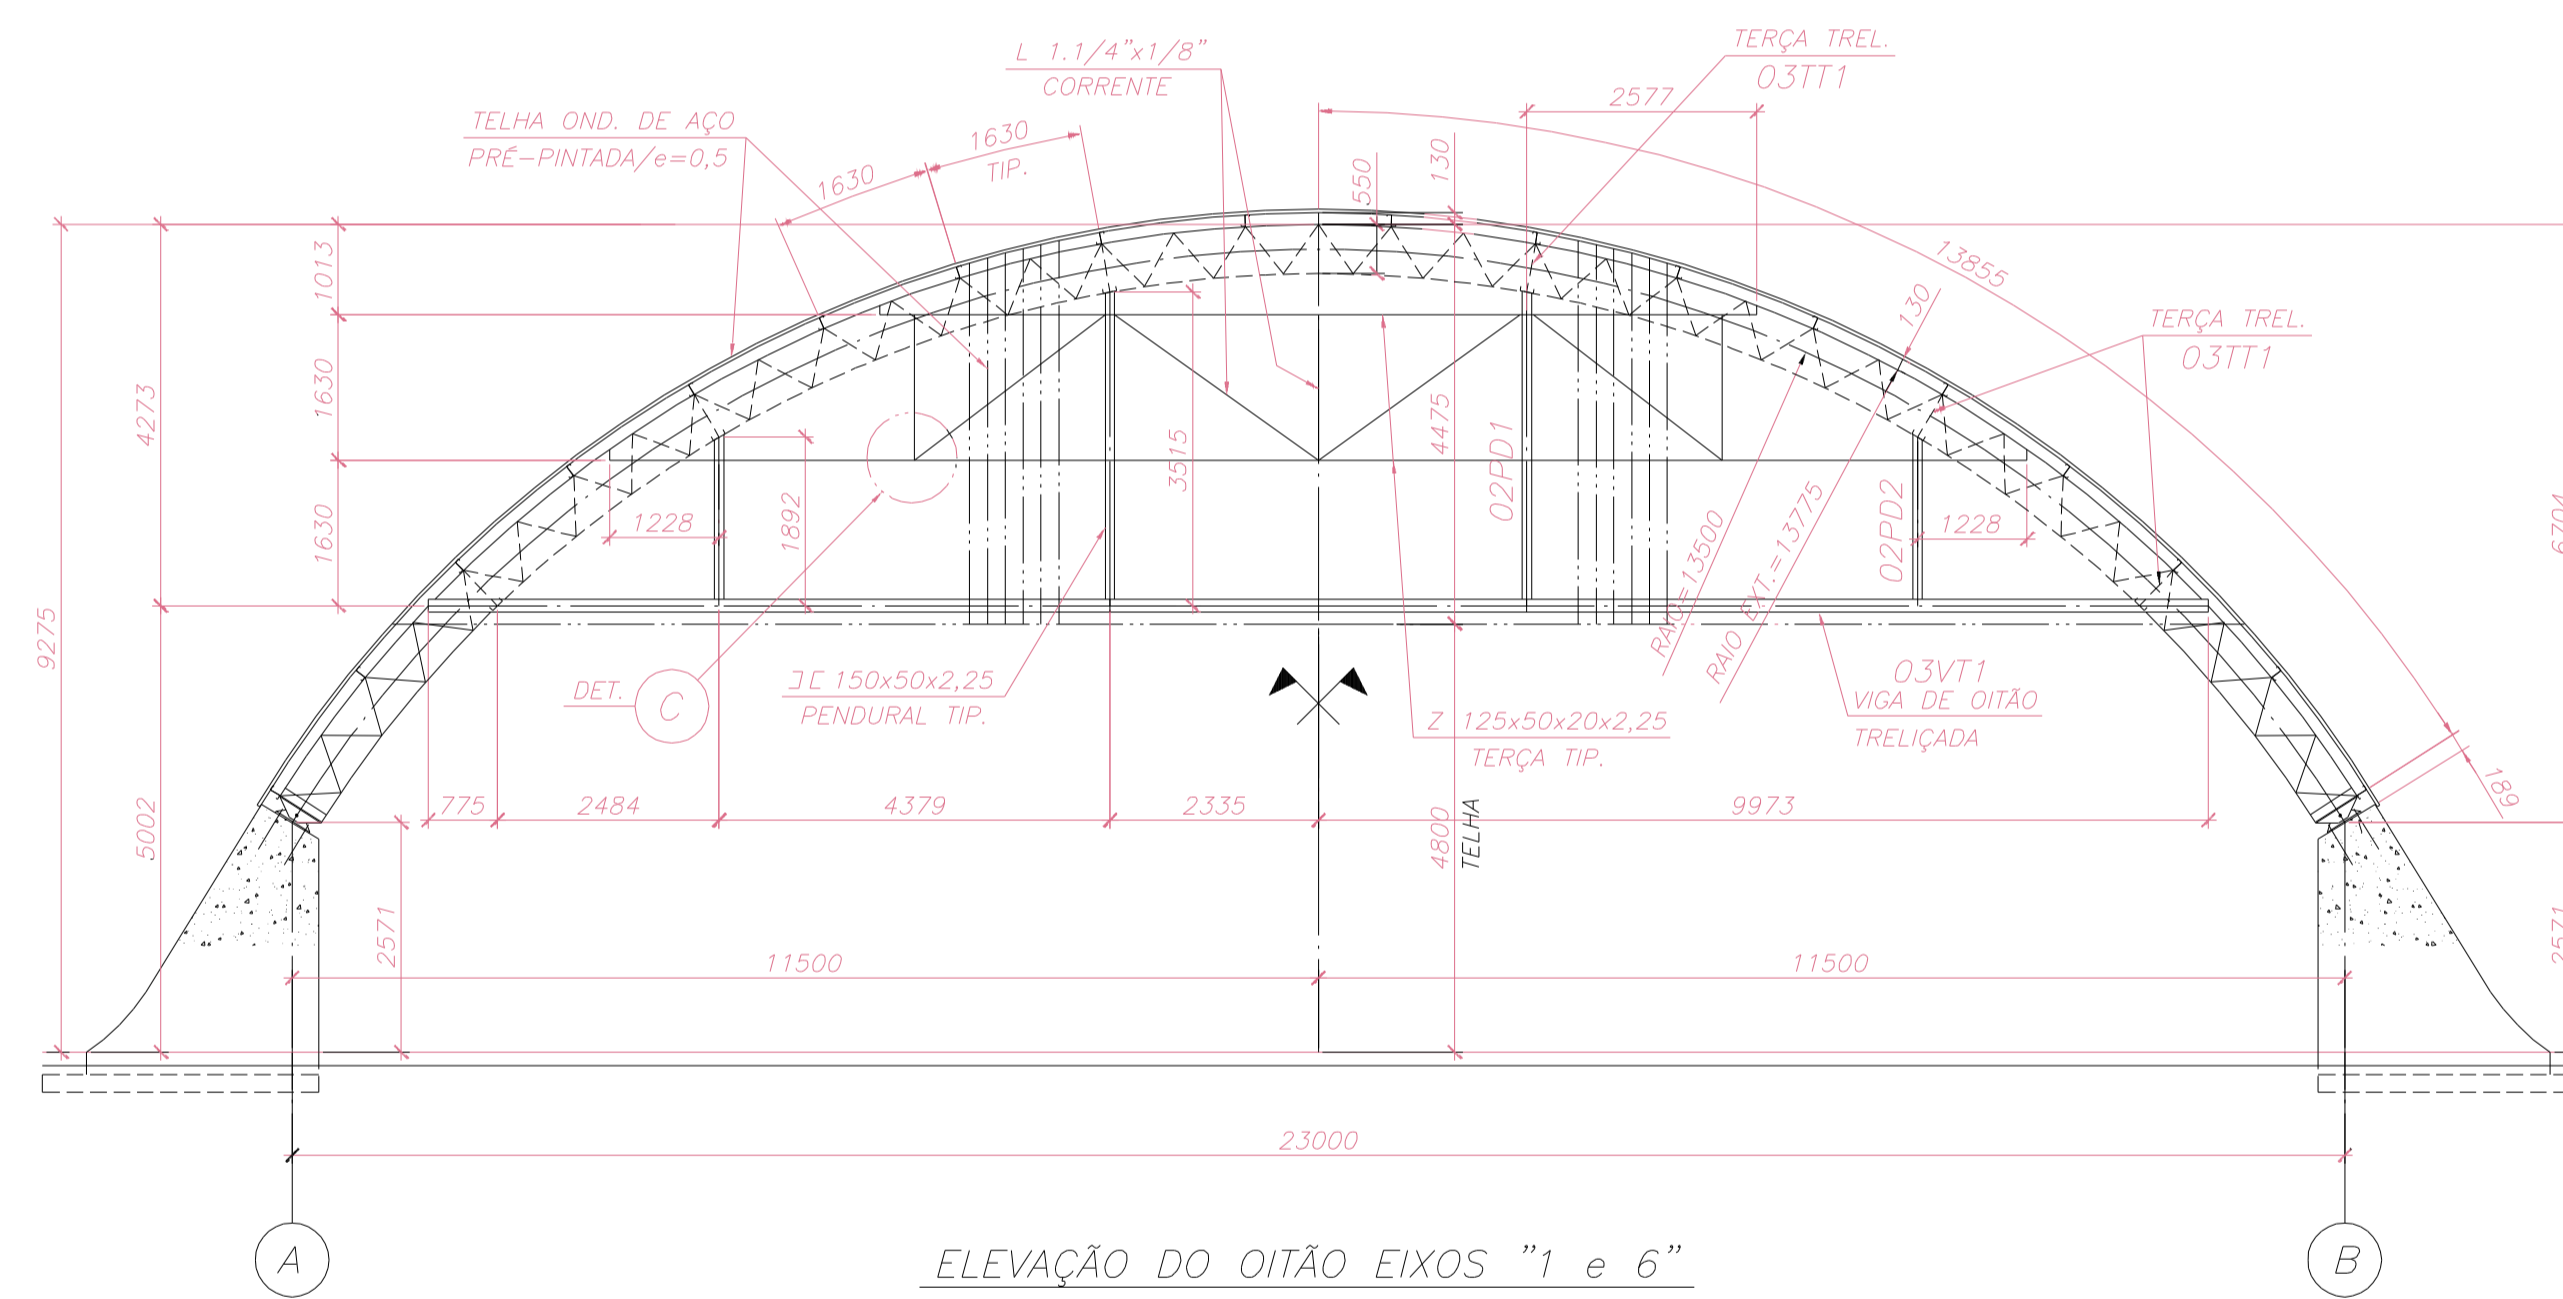 L 1.1/4"x1/8"
CORRENTE
TERÇA TREL.
03TT1
2577
TELHA OND. DE AÇO
PRÉ-PINTADA/e=0,5
1630
1630
TIP.
130
550
13855
130
TERÇA TREL.
03TT1
1013
1630
1630
4273
9275
5002
1228
1892
3515
4475
02PD1
02PD2
1228
RAIO=13500
RAIO EXT.=13775
DET.
C
][ 150x50x2,25
PENDURAL TIP.
Z 125x50x20x2,25
TERÇA TIP.
03VT1
VIGA DE OITÃO
TRELIÇADA
775
2484
4379
2335
9973
189
4800
TELHA
2571
2571
11500
11500
23000
A
B
ELEVAÇÃO DO OITÃO EIXOS "1 e 6"